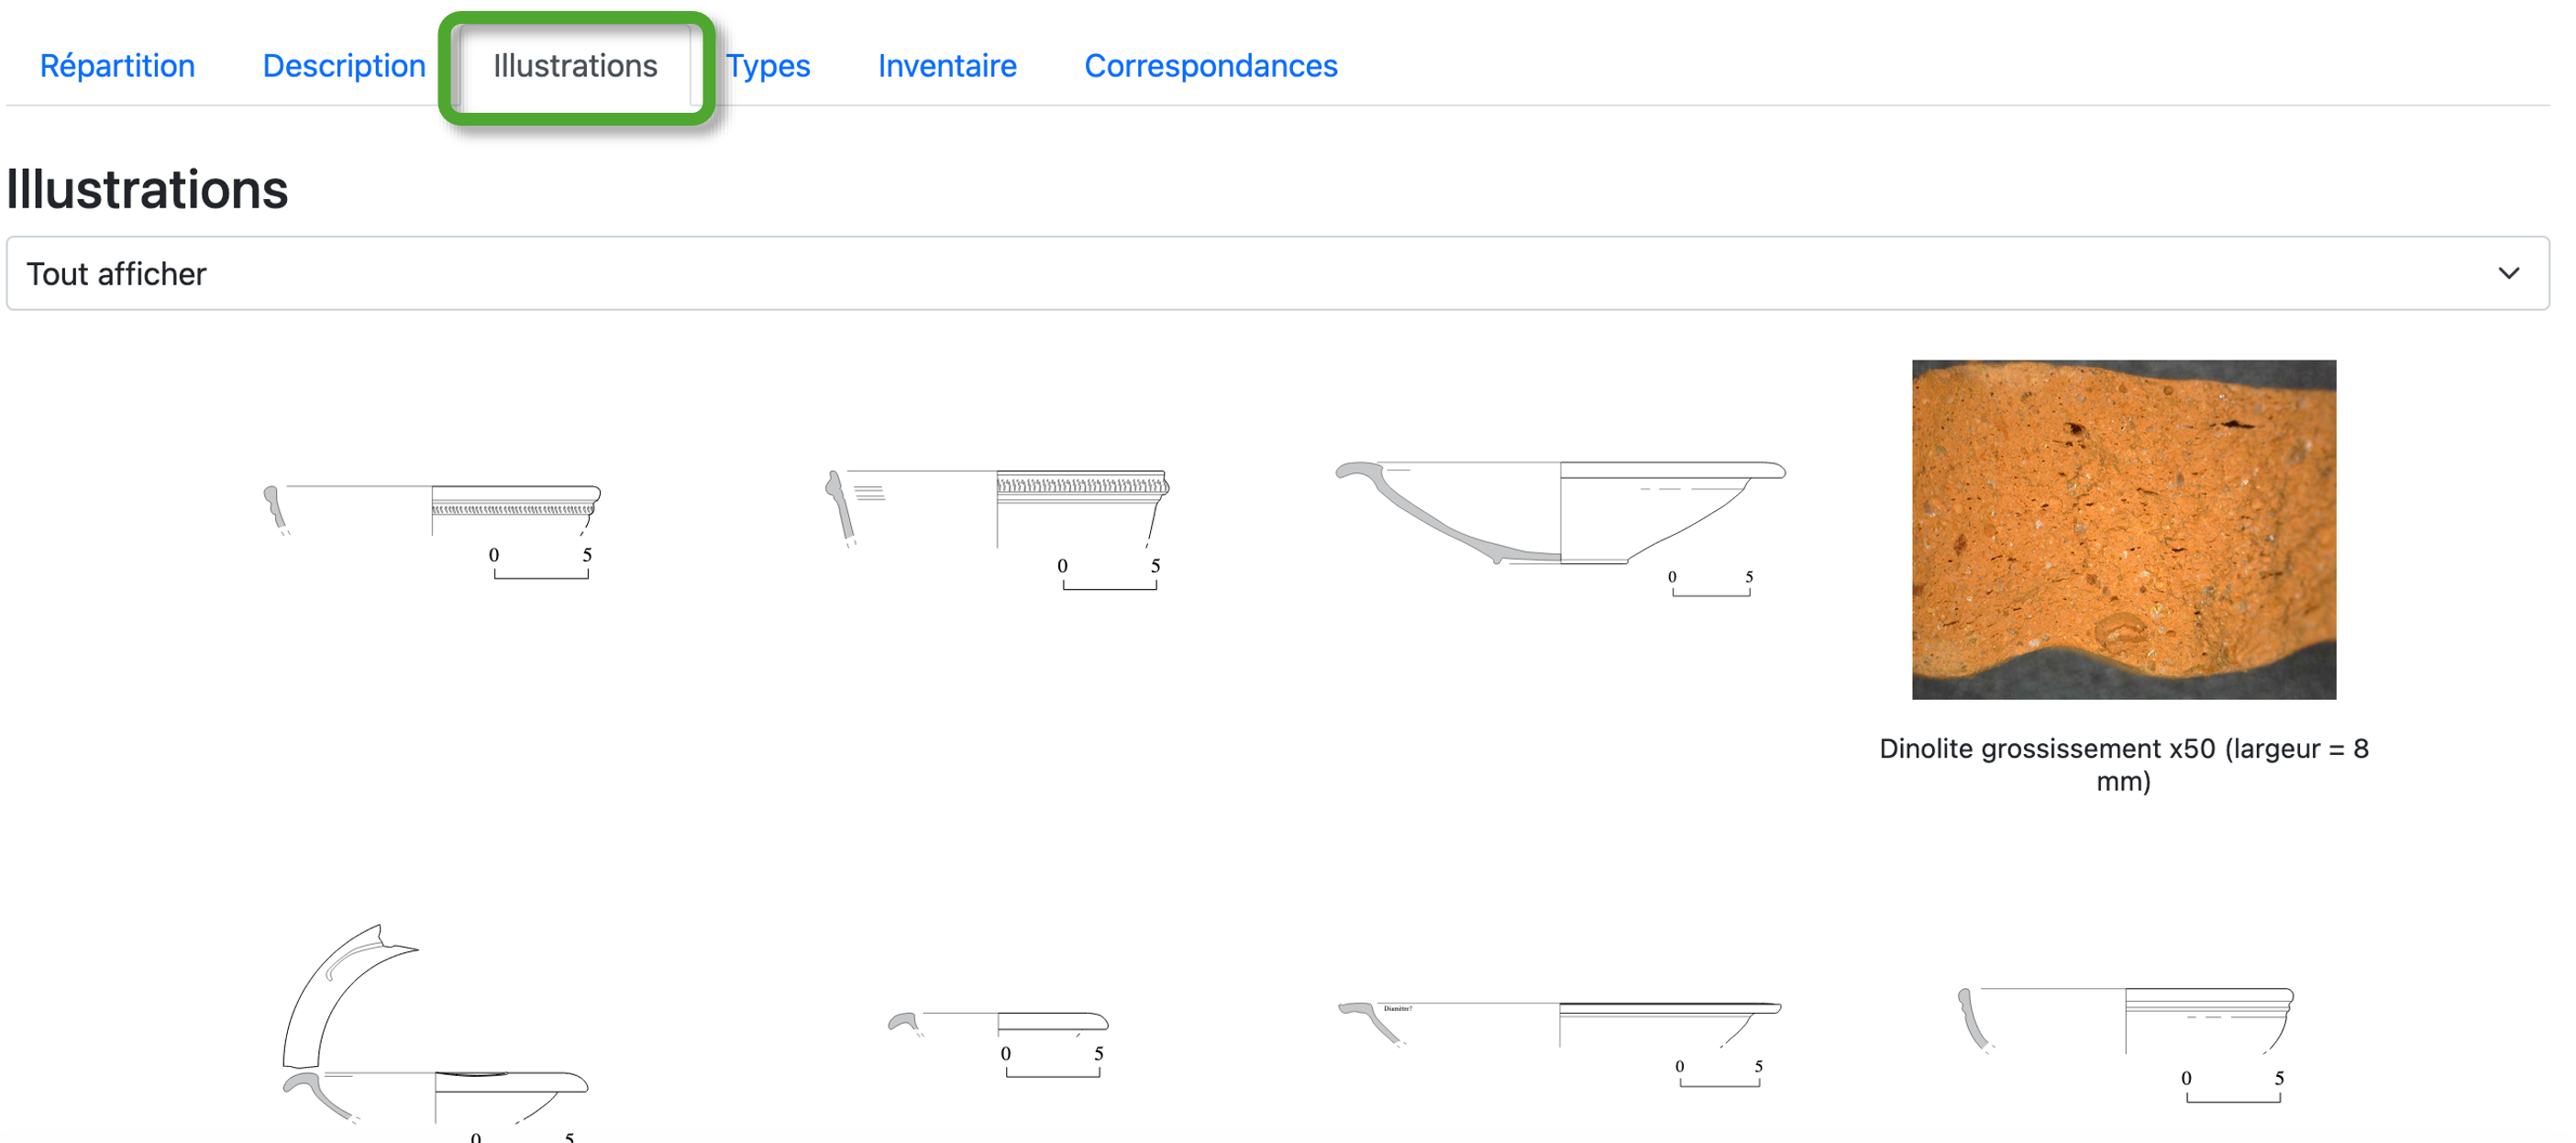 Répartition Description Illustrations Types Inventaire Correspondances
Illustrations
Tout afficher
0 5
0 5
0 5
Dinolite grossissement x50 (largeur = 8
mm)
0 5
0 5
Diamètre?
0 5
0 5